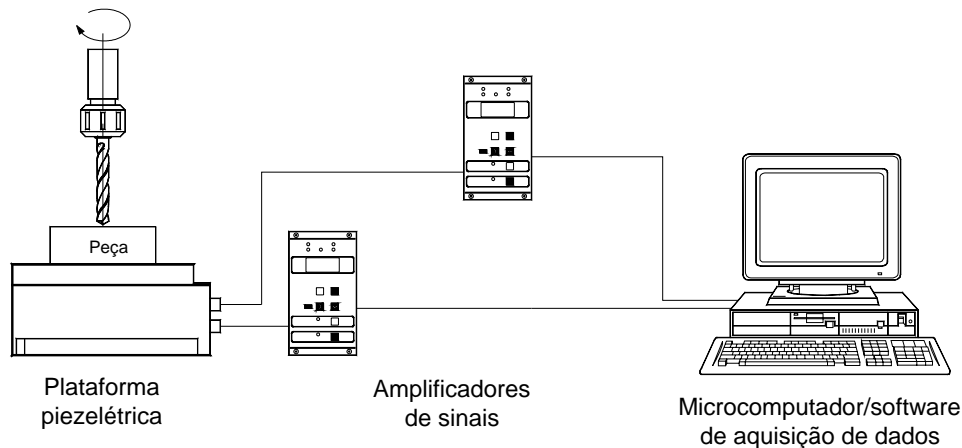 Peça
Plataforma
piezelétrica
Amplificadores
de sinais
Microcomputador/software
de aquisição de dados